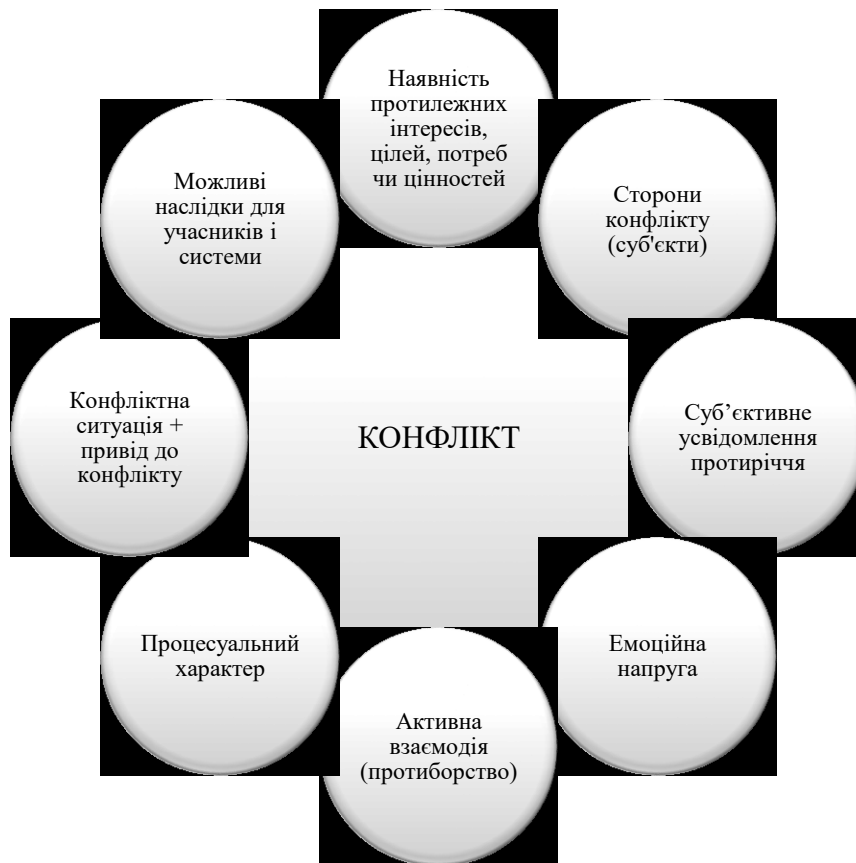 Наявність
протилежних
інтересів,
цілей, потреб
чи цінностей
Сторони
конфлікту
(суб'єкти)
Суб’єктивне
усвідомлення
протиріччя
Емоційна
напруга
Активна
взаємодія
(протиборство)
Процесуальний
характер
Конфліктна
ситуація +
привід до
конфлікту
Можливі
наслідки для
учасників і
системи
КОНФЛІКТ